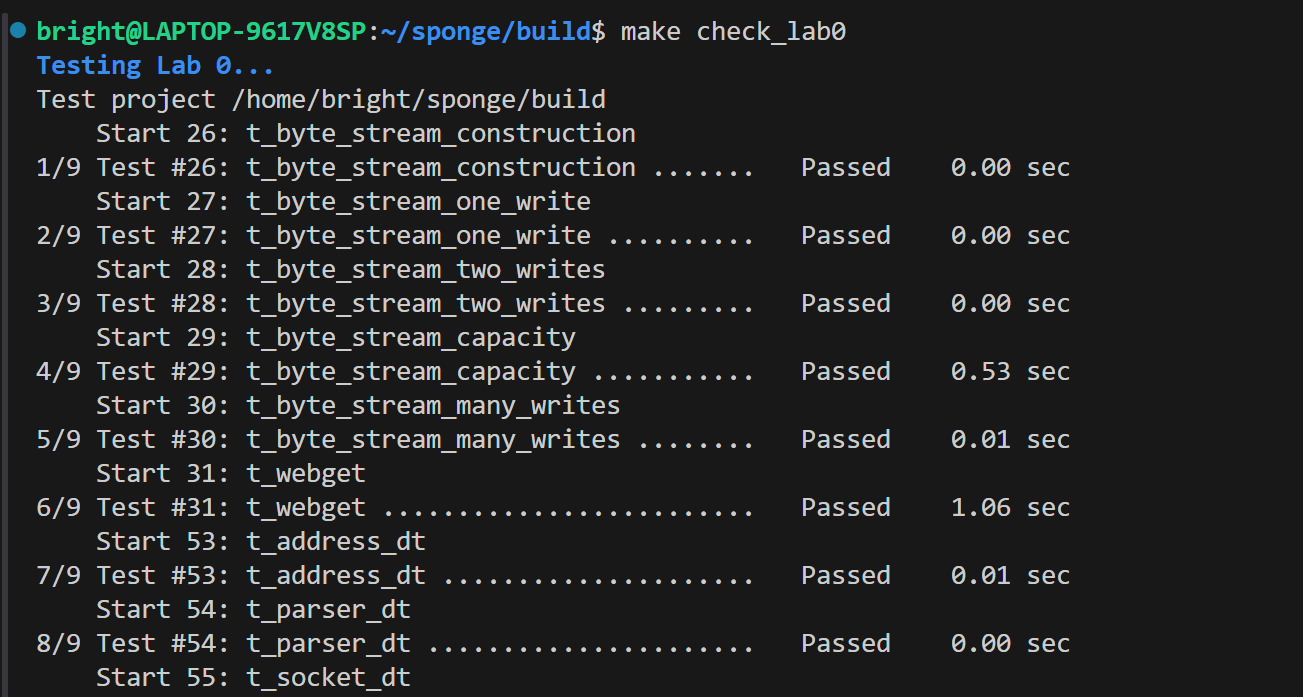 bright@LAPTOP-9617V8SP:~/sponge/build$ make check_lab0
Testing Lab 0...
Test project /home/bright/sponge/build
    Start 26: t_byte_stream_construction
1/9 Test #26: t_byte_stream_construction .......   Passed    0.00 sec
    Start 27: t_byte_stream_one_write
2/9 Test #27: t_byte_stream_one_write ..........   Passed    0.00 sec
    Start 28: t_byte_stream_two_writes
3/9 Test #28: t_byte_stream_two_writes .........   Passed    0.00 sec
    Start 29: t_byte_stream_capacity
4/9 Test #29: t_byte_stream_capacity ...........   Passed    0.53 sec
    Start 30: t_byte_stream_many_writes
5/9 Test #30: t_byte_stream_many_writes ........   Passed    0.01 sec
    Start 31: t_webget
6/9 Test #31: t_webget .........................   Passed    1.06 sec
    Start 53: t_address_dt
7/9 Test #53: t_address_dt .....................   Passed    0.01 sec
    Start 54: t_parser_dt
8/9 Test #54: t_parser_dt ......................   Passed    0.00 sec
    Start 55: t_socket_dt